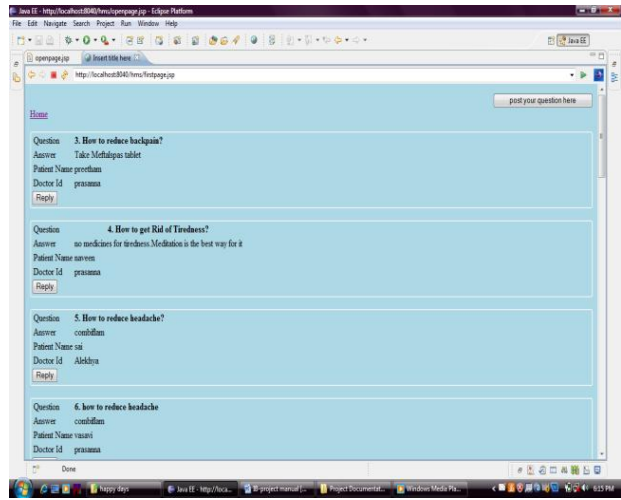 Java EE - http://localhost:8040/hms/openpage.jsp - Eclipse Platform
File Edit Navigate Search Project Run Window Help
Java EE
openpage.jsp Insert title here
http://localhost:8040/hms/firstpage.jsp
post your question here
Home
Question 3. How to reduce backpain?
Answer Take Meftalspas tablet
Patient Name preetham
Doctor Id prasanna
Reply
Question 4. How to get Rid of Tiredness?
Answer no medicines for tiredness.Meditation is the best way for it
Patient Name naveen
Doctor Id prasanna
Reply
Question 5. How to reduce headache?
Answer combiflam
Patient Name sai
Doctor Id Alekhya
Reply
Question 6. how to reduce headache
Answer combiflam
Patient Name vasavi
Doctor Id prasanna
Done
happy days Java EE - http://loca... project manual [... Project Documentat... Windows Media Pla... 6:15 PM